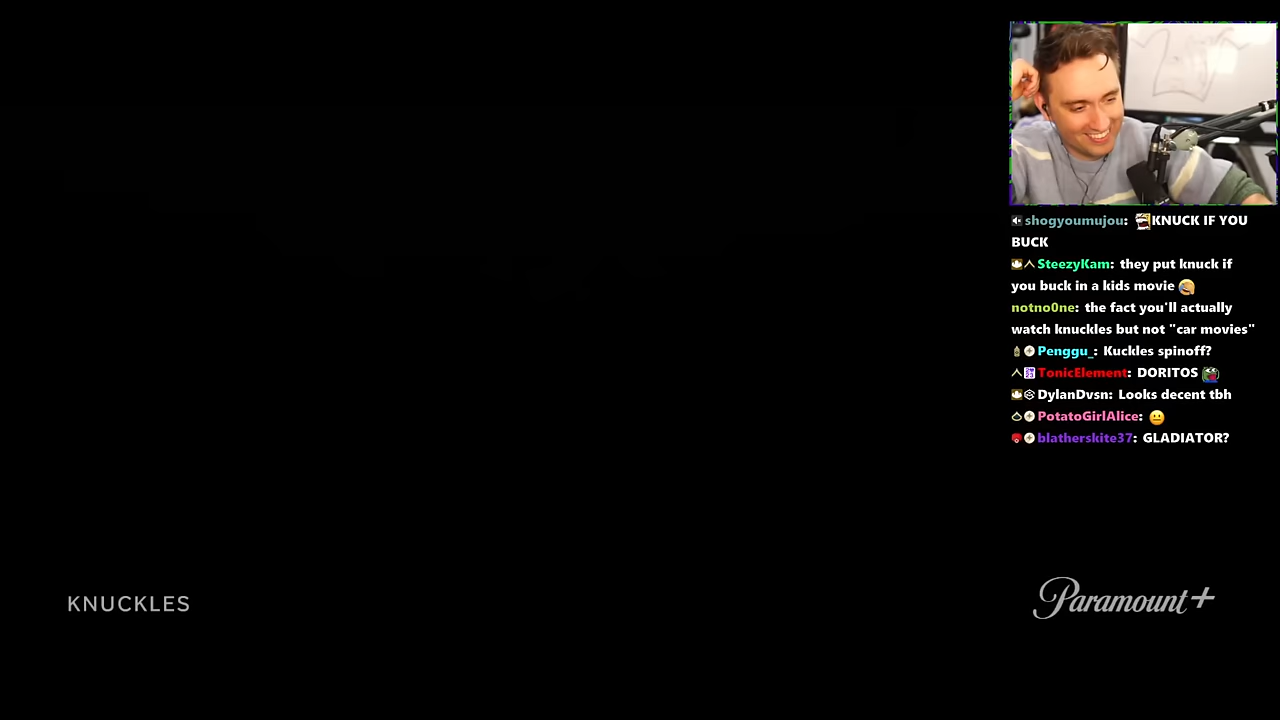 shogyoumujou: KNUCK IF YOU
BUCK
SteezyKam: they put knuck if
you buck in a kids movie
notno0ne: the fact you'll actually
watch knuckles but not "car movies"
Penggu_: Kuckles spinoff?
TonicElement: DORITOS
DylanDvsn: Looks decent tbh
PotatoGirlAlice:
blatherskite37: GLADIATOR?
KNUCKLES
Paramount+